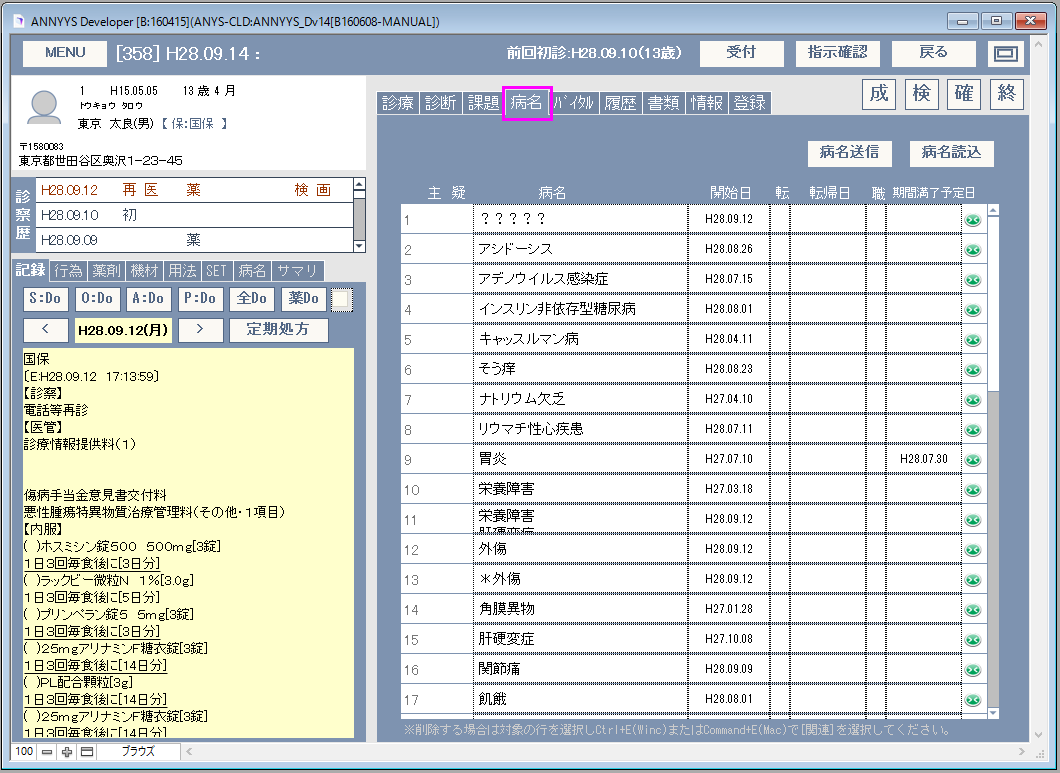 ANNYYS Developer [B:160415](ANYS-CLD:ANNYYS_Dv14[B160608-MANUAL])
MENU [358] H28.09.14 : 前回初診:H28.09.10(13歳) 受付 指示確認 戻る
1 H15.05.05 13 歳 4 月
トウキョウ タロウ
東京 太良(男)【 保:国保 】
〒1580083
東京都世田谷区奥沢1-23-45
成 検 確 終
診療 診断 課題 病名 バイタル 履歴 書類 情報 登録
病名送信 病名読込
診察歴
H28.09.12 再 医 薬 検 画
H28.09.10 初
H28.09.09 薬
記録 行為 薬剤 機材 用法 SET 病名 サマリ
S:Do O:Do A:Do P:Do 全Do 薬Do
< H28.09.12(月) > 定期処方
国保
[E:H28.09.12 17:13:59]
【診察】
電話等再診
【医管】
診療情報提供料(1)
傷病手当金意見書交付料
悪性腫瘍特異物質治療管理料(その他・1項目)
【内服】
( )ホスミシン錠500 500mg[3錠]
1日3回毎食後に[3日分]
( )ラックビー微粒N 1%[3.0g]
1日3回毎食後に[5日分]
( )プリンペラン錠5 5mg[3錠]
1日3回毎食後に[3日分]
( )25mgアリナミンF糖衣錠[3錠]
1日3回毎食後に[14日分]
( )PL配合顆粒[3g]
1日3回毎食後に[14日分]
( )25mgアリナミンF糖衣錠[3錠]
1日3回毎食後に[14日分]
主 疑 病名 開始日 転 転帰日 職 期間満了予定日
1 ????? H28.09.12
2 アシドーシス H28.08.26
3 アデノウイルス感染症 H28.07.15
4 インスリン非依存型糖尿病 H28.08.01
5 キャッスルマン病 H28.04.11
6 そう痒 H28.08.23
7 ナトリウム欠乏 H27.04.10
8 リウマチ性心疾患 H28.07.11
9 胃炎 H27.07.10 H28.07.30
10 栄養障害 H27.03.18
11 栄養障害 H28.09.12
肝硬変症
12 外傷 H28.09.12
13 *外傷 H28.09.12
14 角膜異物 H27.01.28
15 肝硬変症 H27.10.08
16 関節痛 H28.09.09
17 飢餓 H28.08.01
※削除する場合は対象の行を選択しCtrl+E(Winc)またはCommand+E(Mac)で[関連]を選択してください。
100 ブラウズ